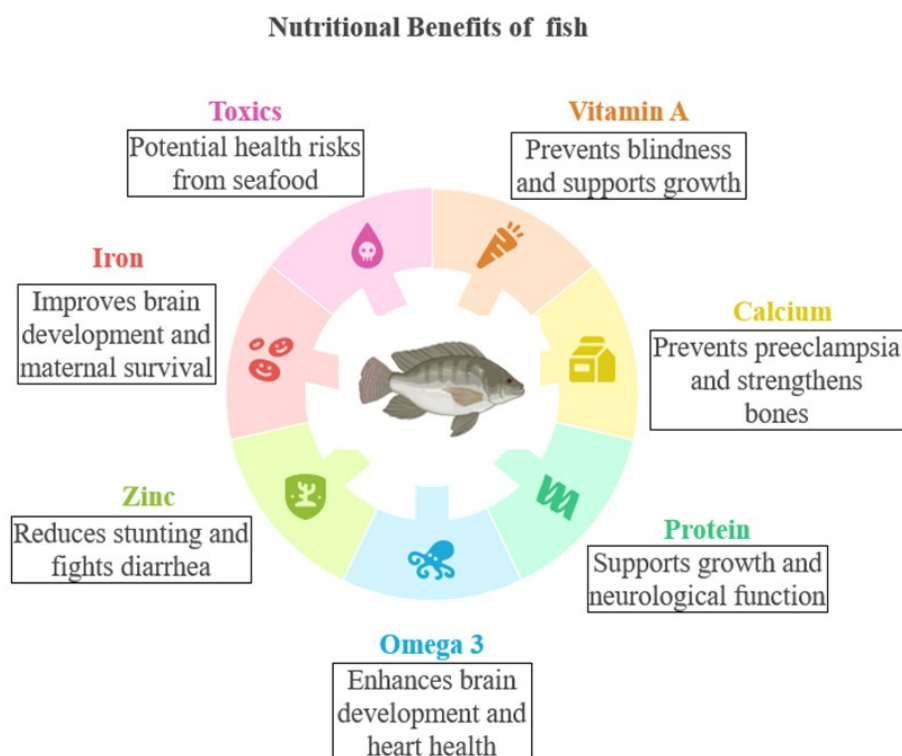 Nutritional Benefits of fish
Toxics
Potential health risks
from seafood
Vitamin A
Prevents blindness
and supports growth
Iron
Improves brain
development and
maternal survival
Calcium
Prevents preeclampsia
and strengthens
bones
Zinc
Reduces stunting and
fights diarrhea
Protein
Supports growth and
neurological function
Omega 3
Enhances brain
development and
heart health